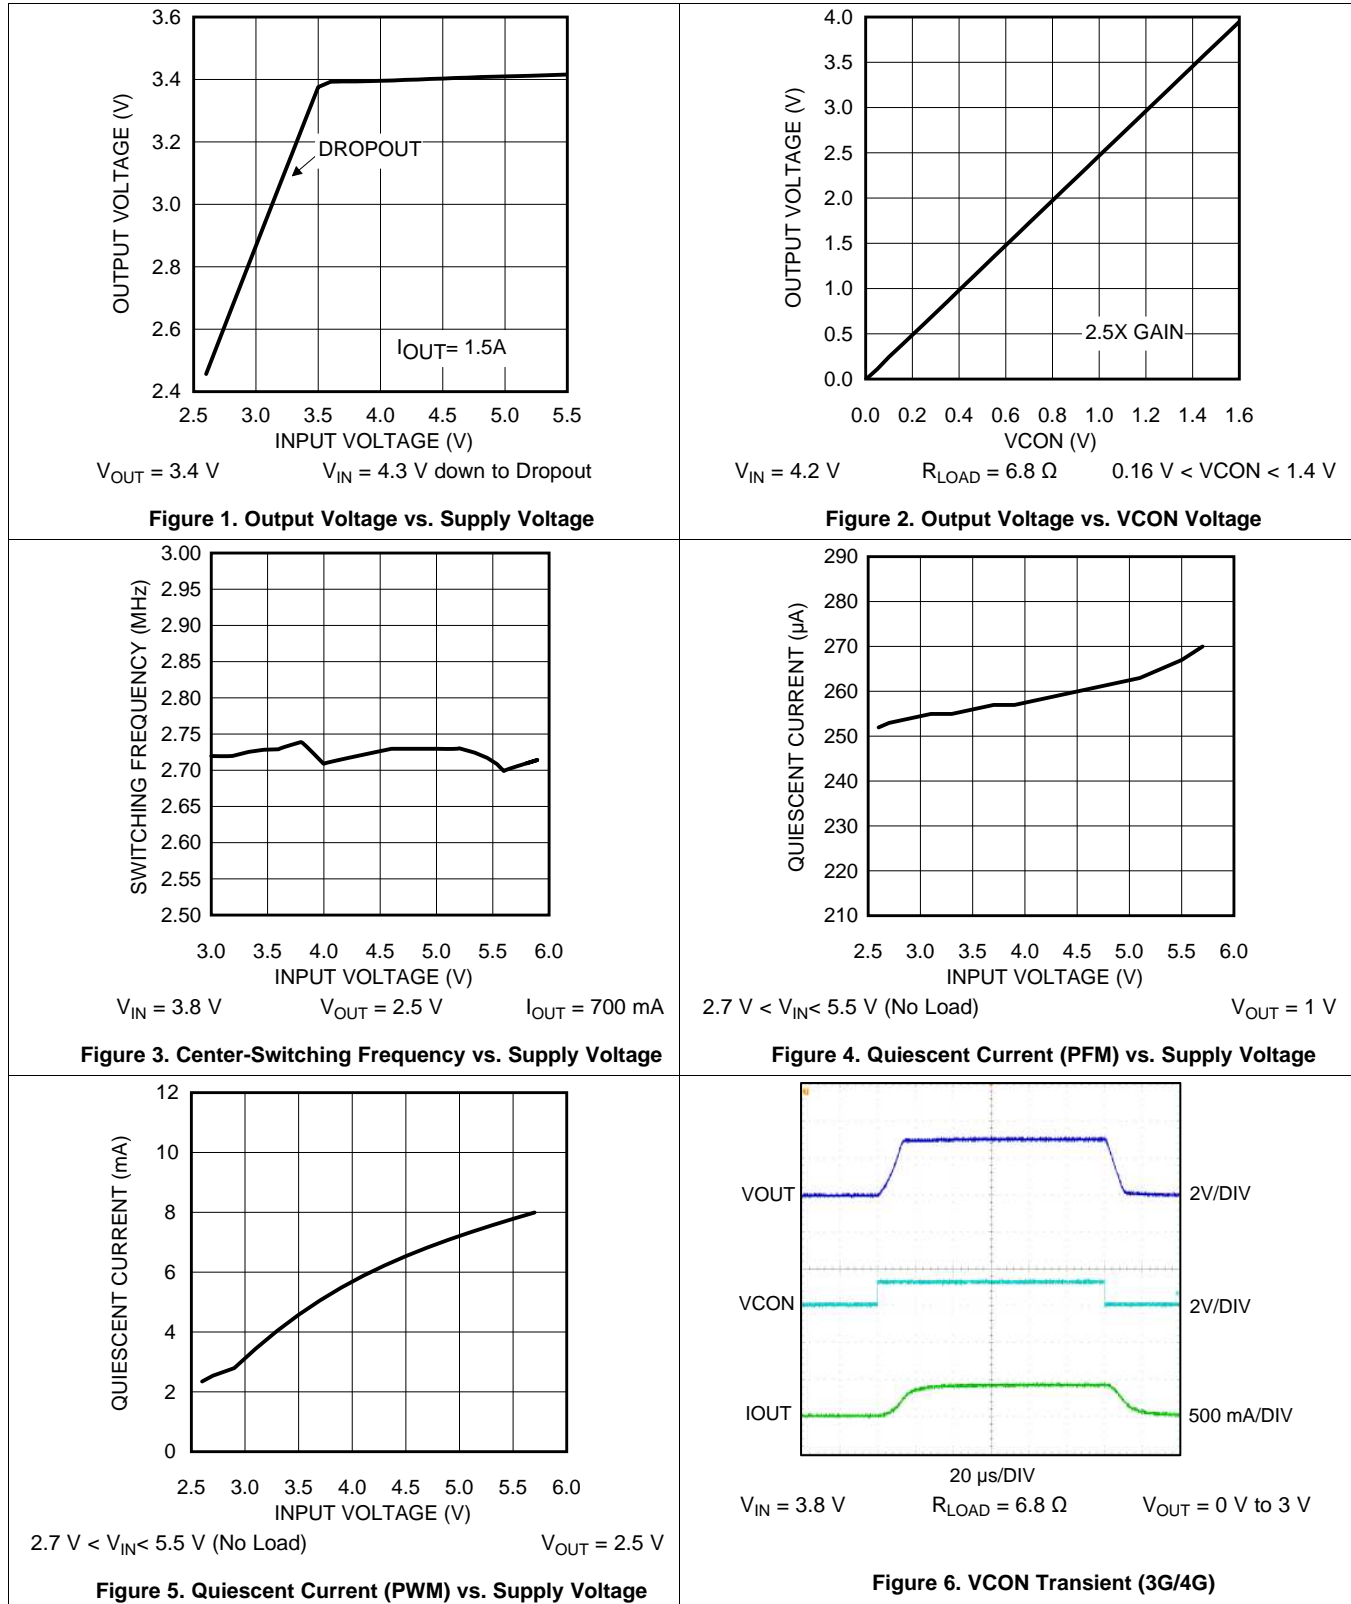 3.6
3.4
3.2
3.0
2.8
2.6
2.4
OUTPUT VOLTAGE (V)
DROPOUT
IOUT= 1.5A
2.5 3.0 3.5 4.0 4.5 5.0 5.5
INPUT VOLTAGE (V)
VOUT = 3.4 V VIN = 4.3 V down to Dropout
Figure 1. Output Voltage vs. Supply Voltage
4.0
3.5
3.0
2.5
2.0
1.5
1.0
0.5
0.0
OUTPUT VOLTAGE (V)
2.5X GAIN
0.0 0.2 0.4 0.6 0.8 1.0 1.2 1.4 1.6
VCON (V)
VIN = 4.2 V RLOAD = 6.8 Ω 0.16 V < VCON < 1.4 V
Figure 2. Output Voltage vs. VCON Voltage
3.00
2.95
2.90
2.85
2.80
2.75
2.70
2.65
2.60
2.55
2.50
SWITCHING FREQUENCY (MHz)
3.0 3.5 4.0 4.5 5.0 5.5 6.0
INPUT VOLTAGE (V)
VIN = 3.8 V VOUT = 2.5 V IOUT = 700 mA
Figure 3. Center-Switching Frequency vs. Supply Voltage
290
280
270
260
250
240
230
220
210
QUIESCENT CURRENT (µA)
2.5 3.0 3.5 4.0 4.5 5.0 5.5 6.0
INPUT VOLTAGE (V)
2.7 V < VIN< 5.5 V (No Load) VOUT = 1 V
Figure 4. Quiescent Current (PFM) vs. Supply Voltage
12
10
8
6
4
2
0
QUIESCENT CURRENT (mA)
2.5 3.0 3.5 4.0 4.5 5.0 5.5 6.0
INPUT VOLTAGE (V)
2.7 V < VIN< 5.5 V (No Load) VOUT = 2.5 V
Figure 5. Quiescent Current (PWM) vs. Supply Voltage
VOUT 2V/DIV
VCON 2V/DIV
IOUT 500 mA/DIV
20 µs/DIV
VIN = 3.8 V RLOAD = 6.8 Ω VOUT = 0 V to 3 V
Figure 6. VCON Transient (3G/4G)